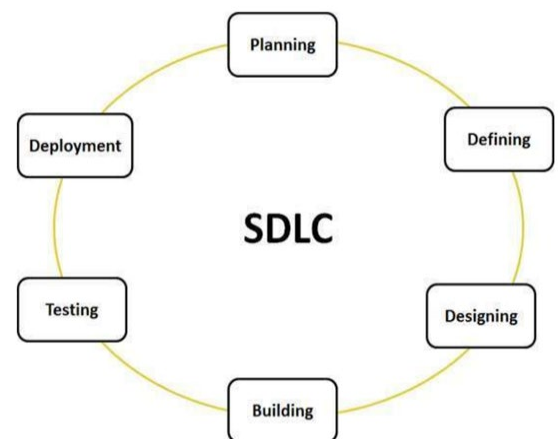 Planning
Defining
Designing
Building
Testing
Deployment
SDLC